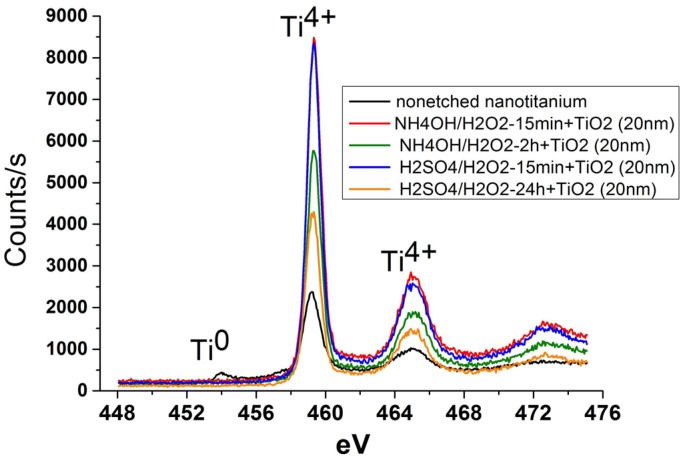 9000
8000
7000
6000
5000
4000
3000
2000
1000
0
Counts/s
Ti4+
Ti4+
Ti0
nonetched nanotitanium
NH4OH/H2O2-15min+TiO2 (20nm)
NH4OH/H2O2-2h+TiO2 (20nm)
H2SO4/H2O2-15min+TiO2 (20nm)
H2SO4/H2O2-24h+TiO2 (20nm)
448 452 456 460 464 468 472 476
eV